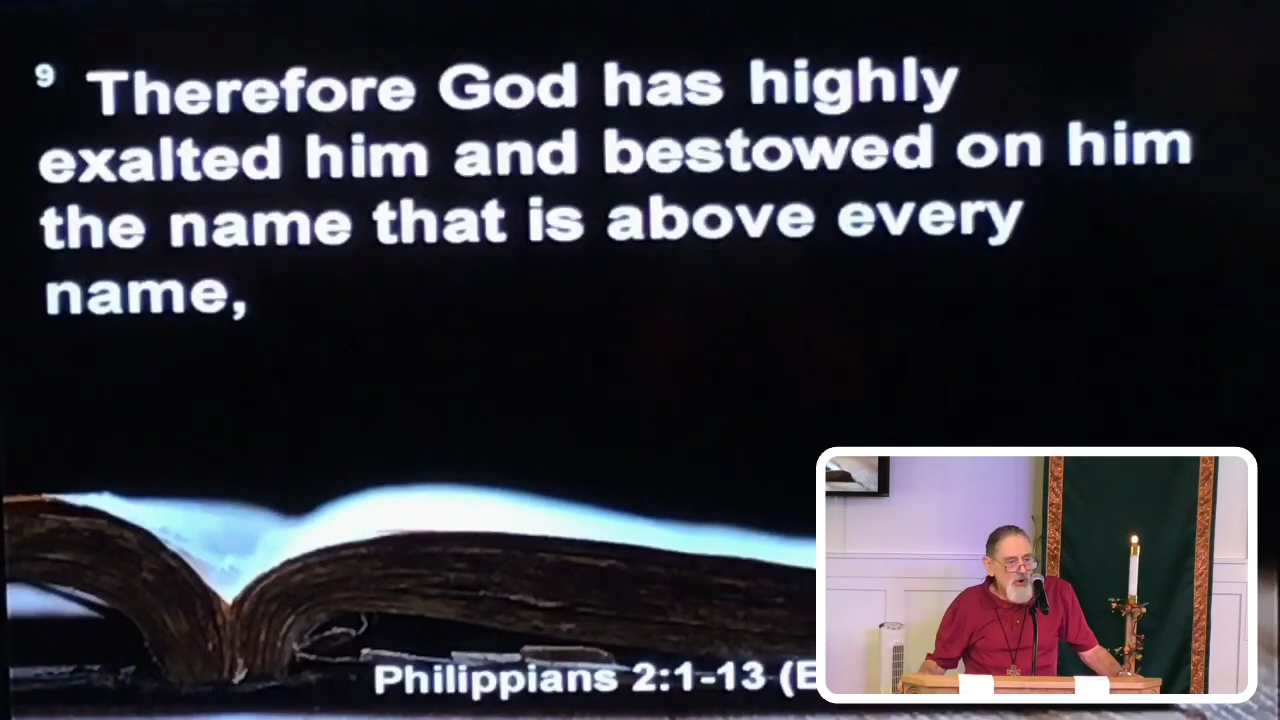 9 Therefore God has highly
exalted him and bestowed on him
the name that is above every
name,
Philippians 2:1-13 (E